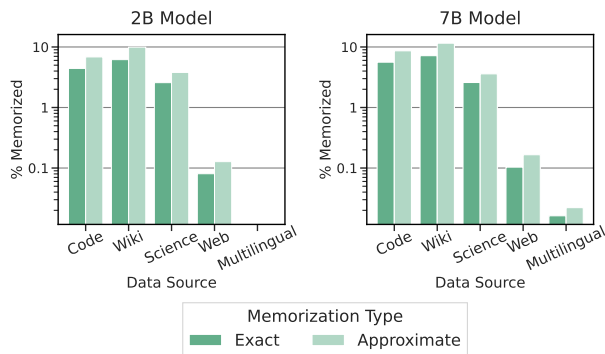 2B Model
7B Model
% Memorized
10
1
0.1
Code
Wiki
Science
Web
Multilingual
Data Source
% Memorized
10
1
0.1
Code
Wiki
Science
Web
Multilingual
Data Source
Memorization Type
Exact
Approximate